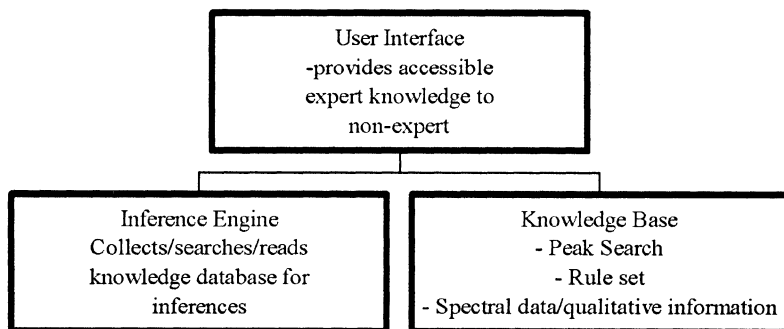 User Interface
-provides accessible
expert knowledge to
non-expert
Inference Engine
Collects/searches/reads
knowledge database for
inferences
Knowledge Base
- Peak Search
- Rule set
- Spectral data/qualitative information